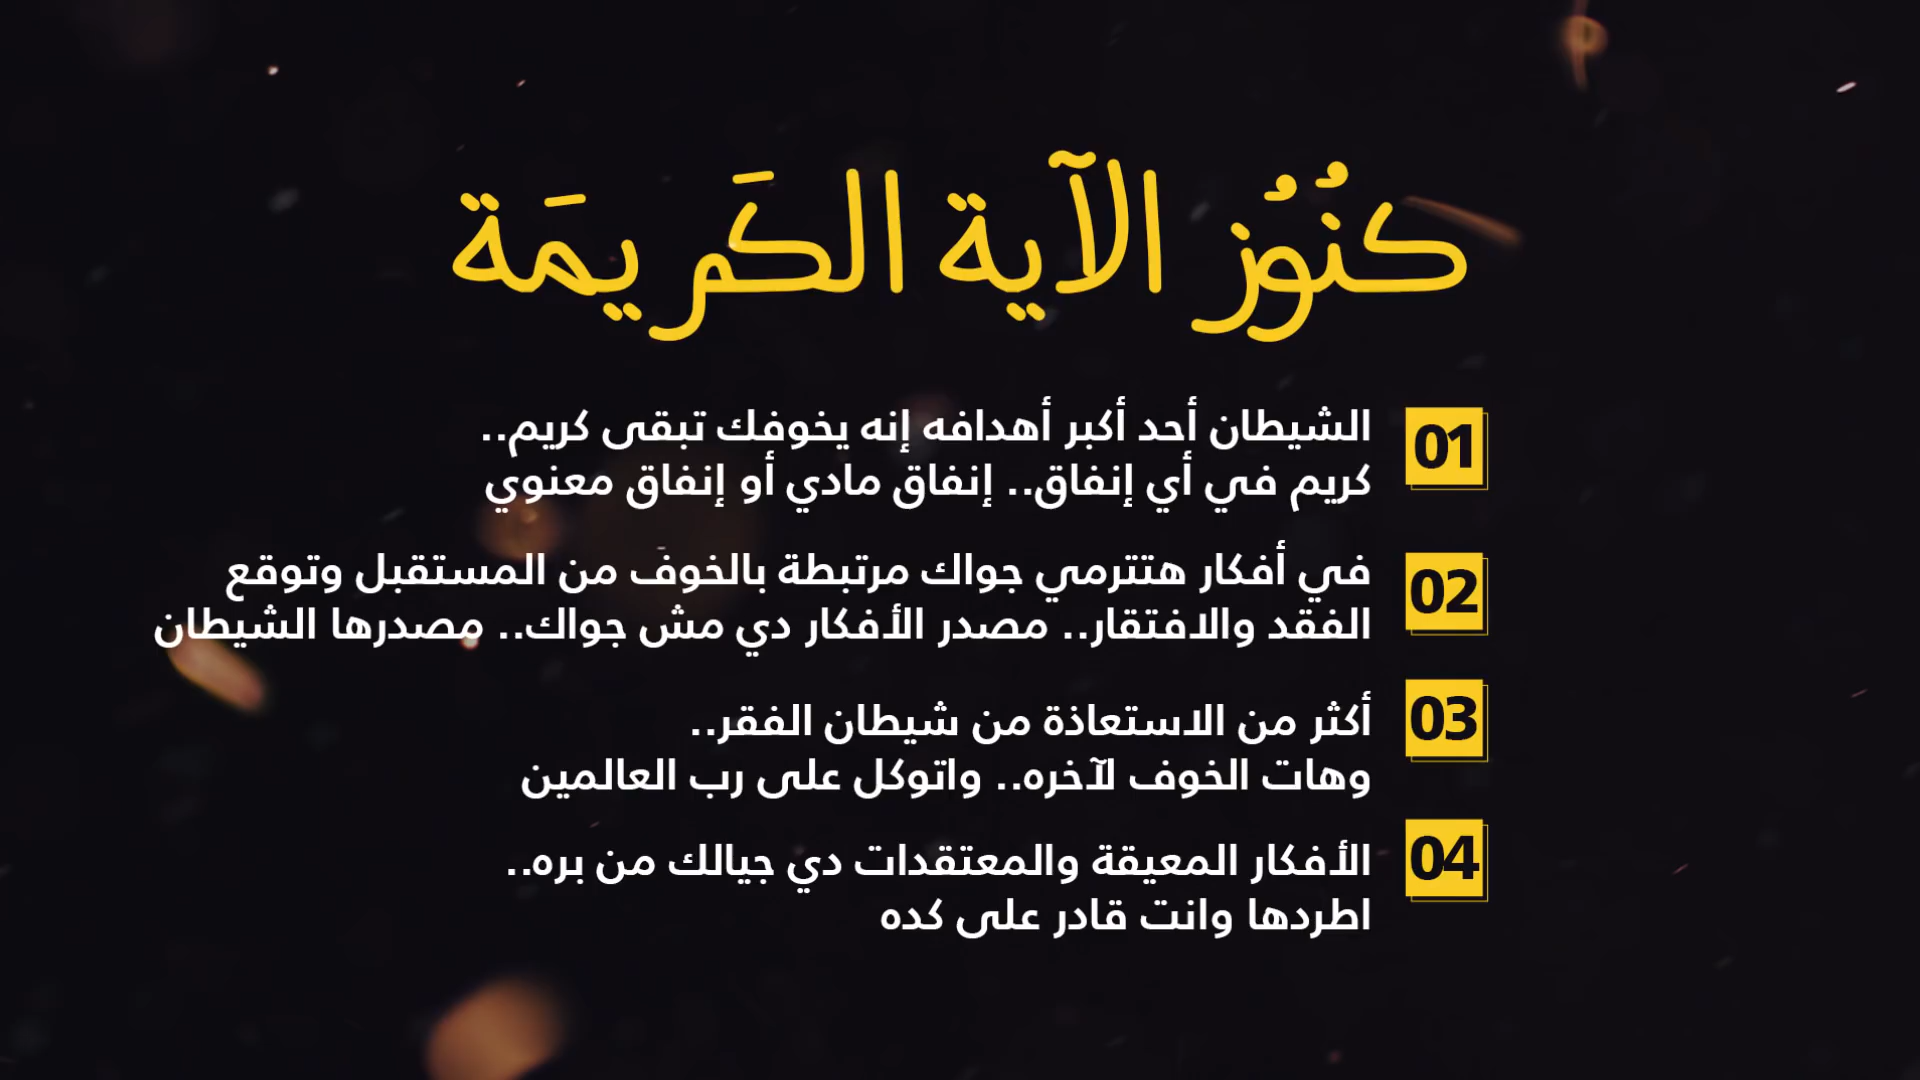 كنُوُز الآية الكَريمَة
01
الشيطان أحد أكبر أهدافه إنه يخوفك تبقى كريم..
كريم في أي إنفاق.. إنفاق مادي أو إنفاق معنوي
02
في أفكار هتترمي جواك مرتبطة بالخوف من المستقبل وتوقع
الفقد والافتقار.. مصدر الأفكار دي مش جواك.. مصدرها الشيطان
03
أكثر من الاستعاذة من شيطان الفقر..
وهات الخوف لآخره.. واتوكل على رب العالمين
04
الأفكار المعيقة والمعتقدات دي جيالك من بره..
اطردها وانت قادر على كده